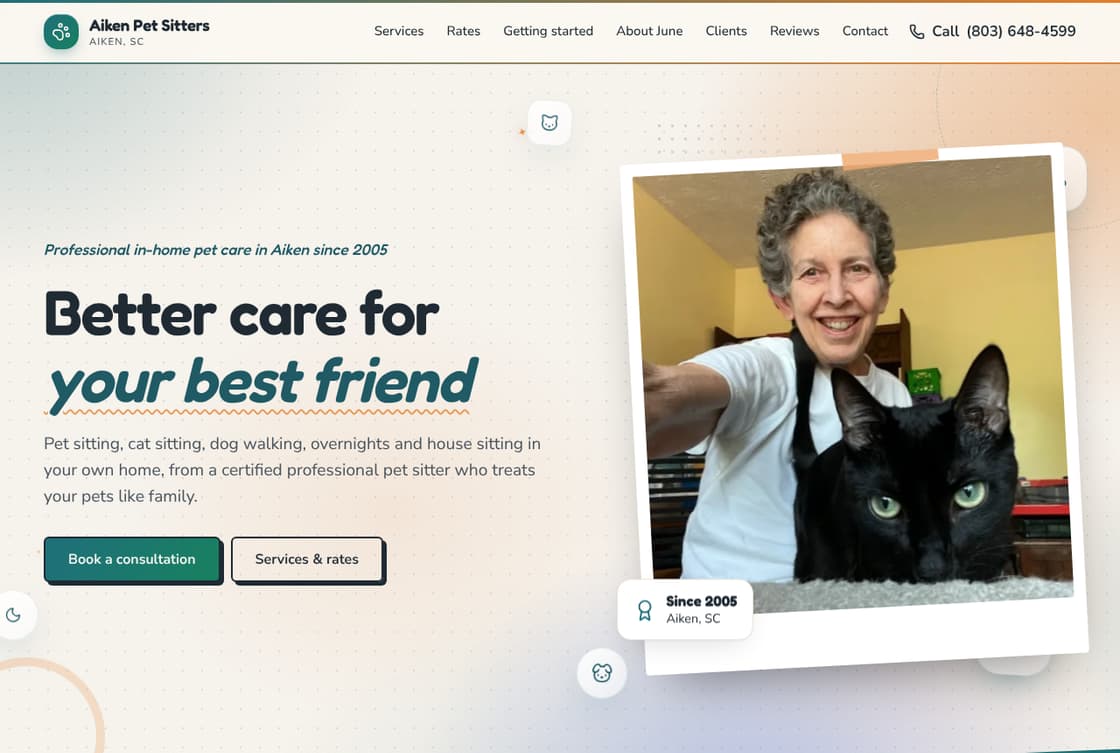 Aiken Pet Sitters
AIKEN, SC
Services
Rates
Getting started
About June
Clients
Reviews
Contact
Call (803) 648-4599
Professional in-home pet care in Aiken since 2005
Better care for
your best friend
Pet sitting, cat sitting, dog walking, overnights and house sitting in
your own home, from a certified professional pet sitter who treats
your pets like family.
Book a consultation
Services & rates
Since 2005
Aiken, SC